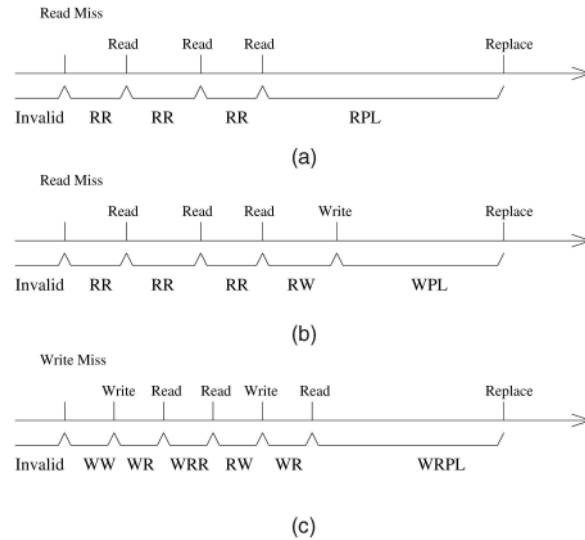 Read Miss
Read Read Read Replace
Invalid RR RR RR RPL
(a)
Read Miss
Read Read Read Write Replace
Invalid RR RR RR RW WPL
(b)
Write Miss
Write Read Read Write Read Replace
Invalid WW WR WRR RW WR WRPL
(c)